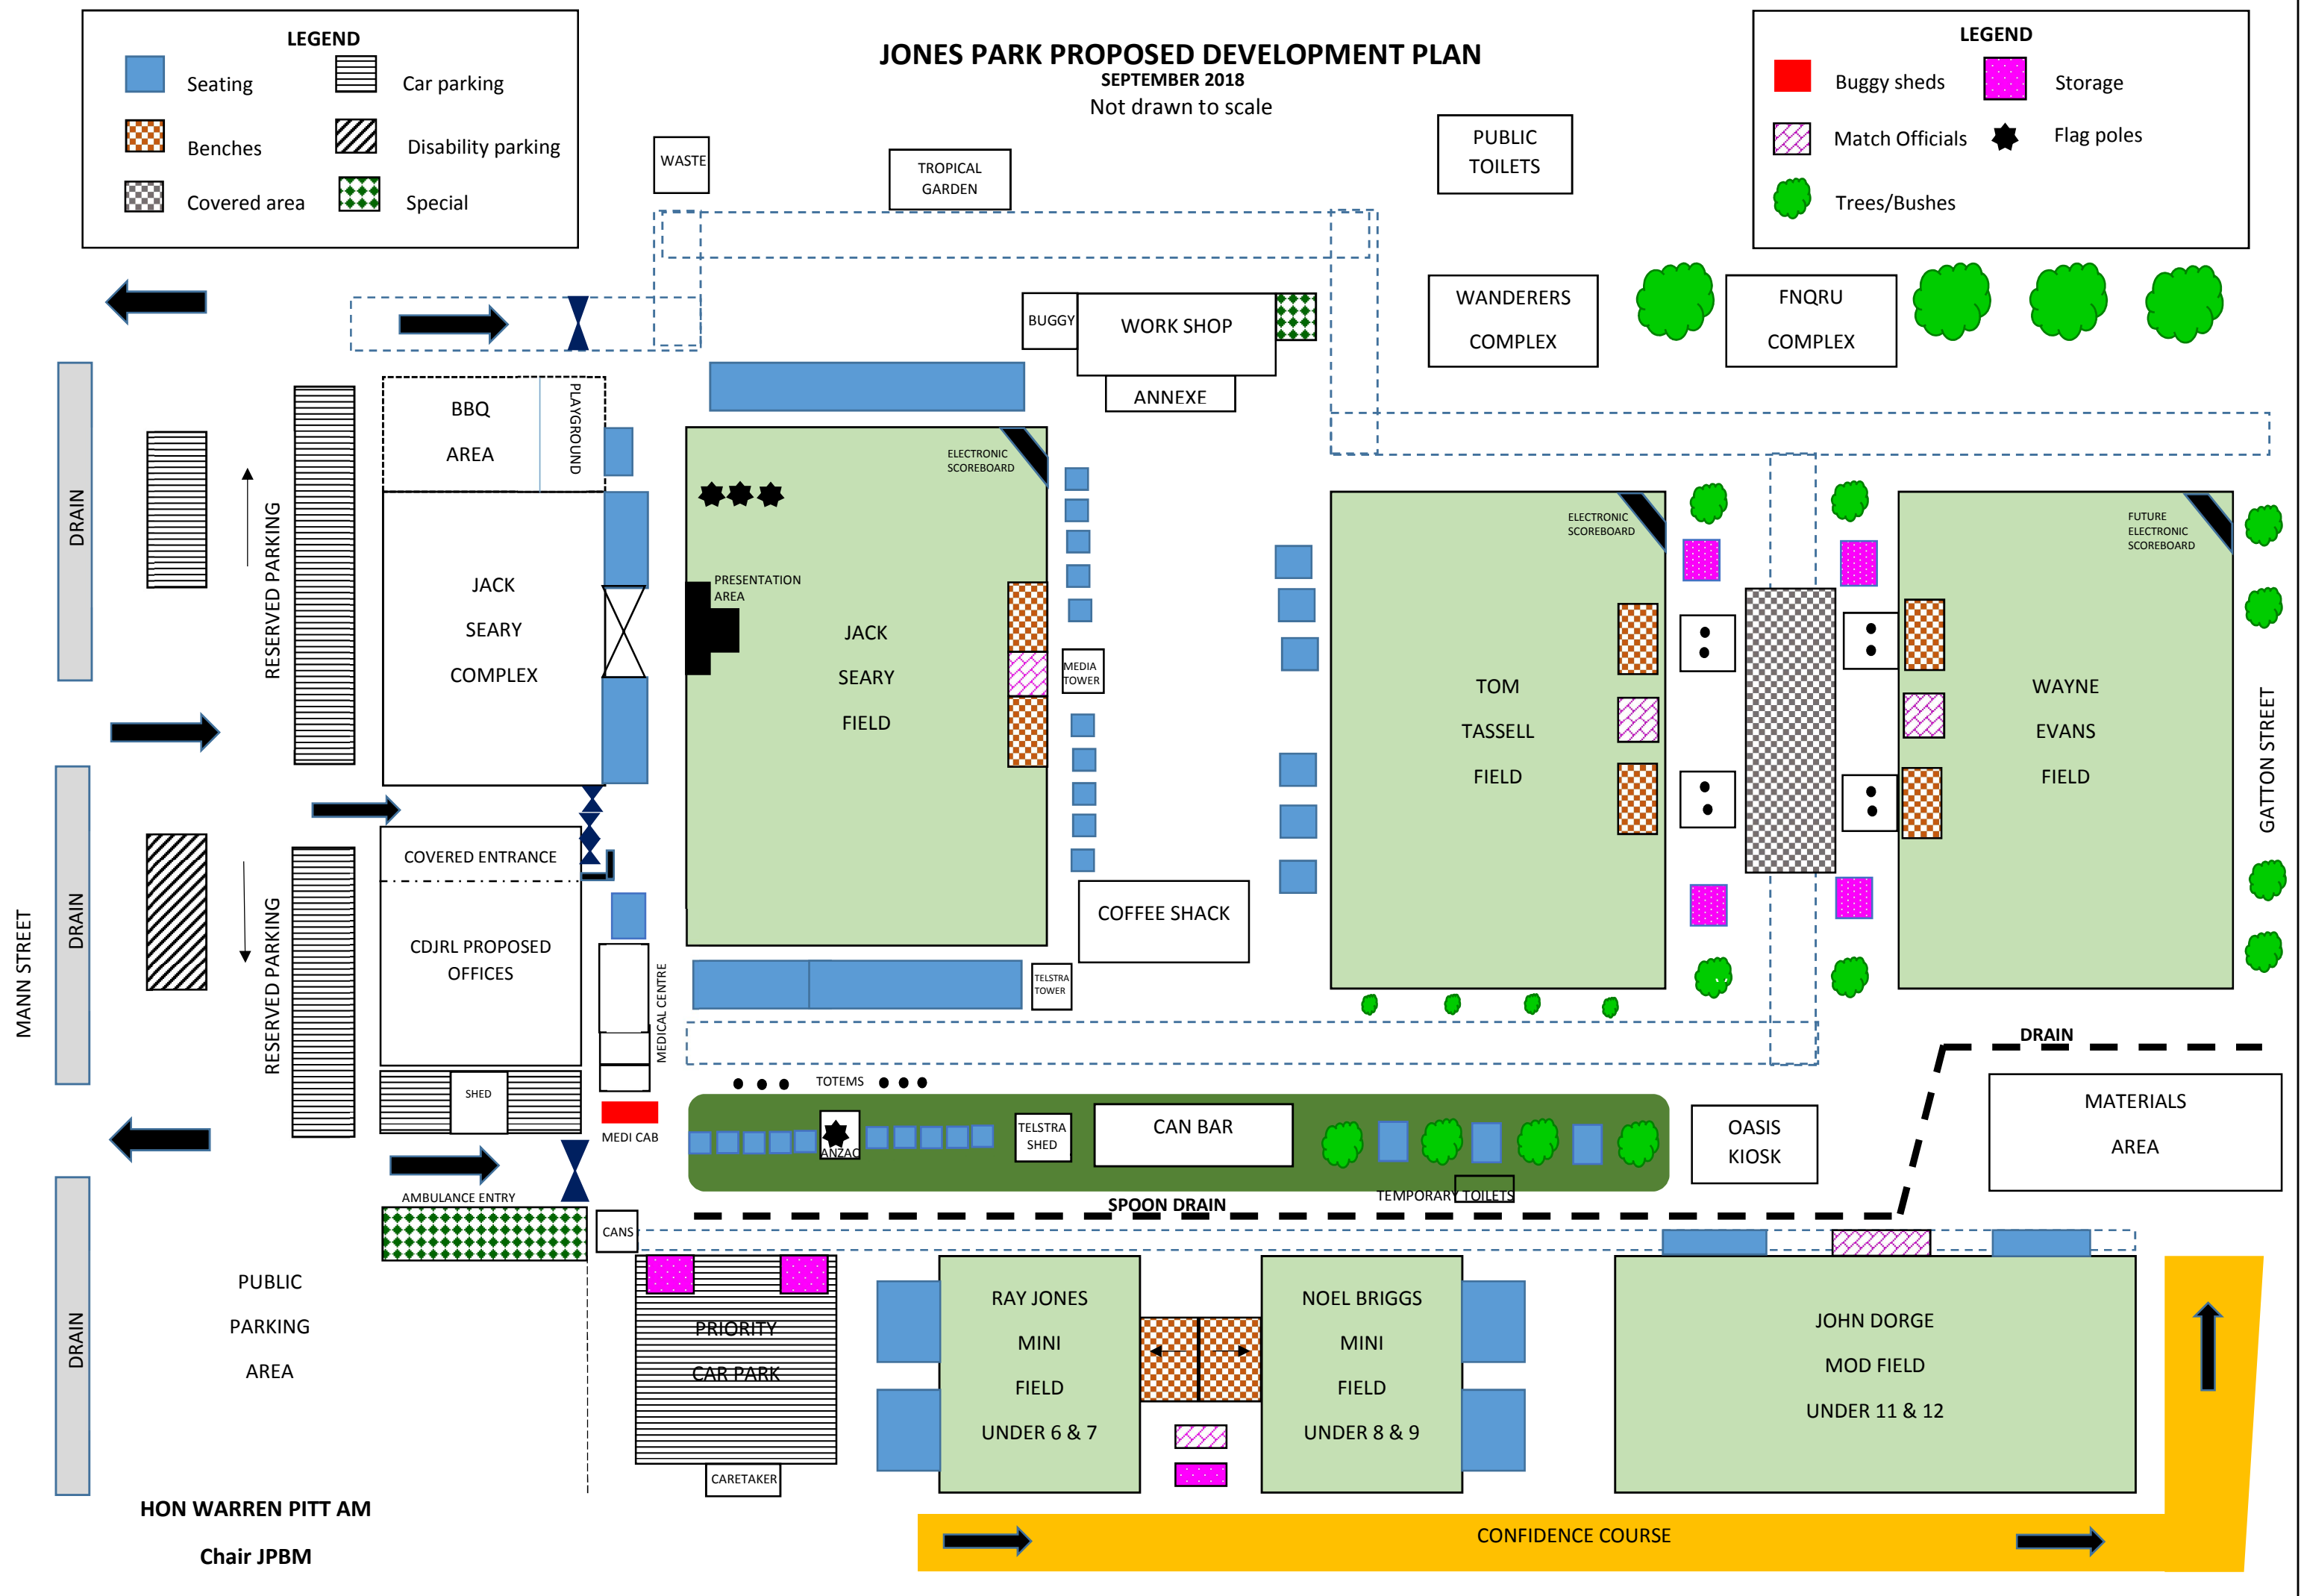 JONES PARK PROPOSED DEVELOPMENT PLAN
SEPTEMBER 2018
Not drawn to scale
LEGEND
Seating
Car parking
Benches
Disability parking
Covered area
Special
LEGEND
Buggy sheds
Storage
Match Officials
Flag poles
Trees/Bushes
WASTE
TROPICAL
GARDEN
PUBLIC
TOILETS
BUGGY
WORK SHOP
ANNEXE
WANDERERS
COMPLEX
FNQRU
COMPLEX
DRAIN
RESERVED PARKING
BBQ
AREA
PLAYGROUND
JACK
SEARY
COMPLEX
ELECTRONIC
SCOREBOARD
PRESENTATION
AREA
JACK
SEARY
FIELD
MEDIA
TOWER
ELECTRONIC
SCOREBOARD
TOM
TASSELL
FIELD
FUTURE
ELECTRONIC
SCOREBOARD
WAYNE
EVANS
FIELD
GATTON STREET
MANN STREET
DRAIN
RESERVED PARKING
COVERED ENTRANCE
CDJRL PROPOSED
OFFICES
MEDICAL CENTRE
COFFEE SHACK
TELSTRA
TOWER
SHED
MEDI CAB
TOTEMS
ANZAC
TELSTRA
SHED
CAN BAR
TEMPORARY TOILETS
OASIS
KIOSK
DRAIN
MATERIALS
AREA
AMBULANCE ENTRY
SPOON DRAIN
CANS
DRAIN
PUBLIC
PARKING
AREA
PRIORITY
CAR PARK
CARETAKER
RAY JONES
MINI
FIELD
UNDER 6 & 7
NOEL BRIGGS
MINI
FIELD
UNDER 8 & 9
JOHN DORGE
MOD FIELD
UNDER 11 & 12
CONFIDENCE COURSE
HON WARREN PITT AM
Chair JPBM